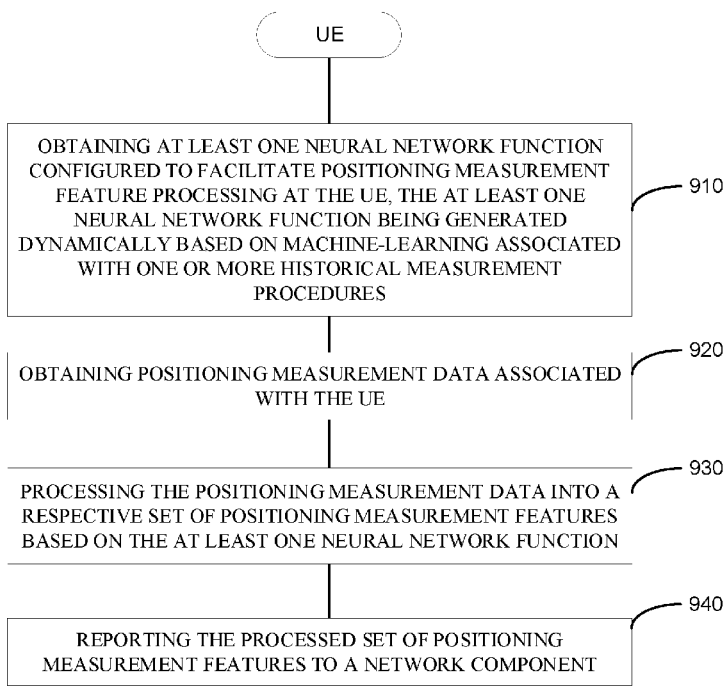 UE
OBTAINING AT LEAST ONE NEURAL NETWORK FUNCTION
CONFIGURED TO FACILITATE POSITIONING MEASUREMENT
FEATURE PROCESSING AT THE UE, THE AT LEAST ONE
NEURAL NETWORK FUNCTION BEING GENERATED
DYNAMICALLY BASED ON MACHINE-LEARNING ASSOCIATED
WITH ONE OR MORE HISTORICAL MEASUREMENT
PROCEDURES
910
OBTAINING POSITIONING MEASUREMENT DATA ASSOCIATED
WITH THE UE
920
PROCESSING THE POSITIONING MEASUREMENT DATA INTO A
RESPECTIVE SET OF POSITIONING MEASUREMENT FEATURES
BASED ON THE AT LEAST ONE NEURAL NETWORK FUNCTION
930
REPORTING THE PROCESSED SET OF POSITIONING
MEASUREMENT FEATURES TO A NETWORK COMPONENT
940